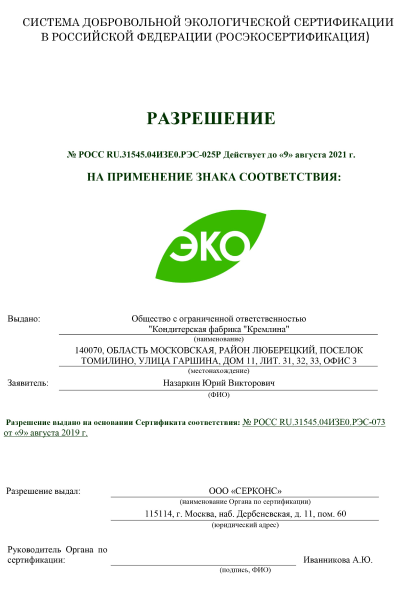 СИСТЕМА ДОБРОВОЛЬНОЙ ЭКОЛОГИЧЕСКОЙ СЕРТИФИКАЦИИ
В РОССИЙСКОЙ ФЕДЕРАЦИИ (РОСЭКОСЕРТИФИКАЦИЯ)
РАЗРЕШЕНИЕ
№ РОСС RU.31545.04ИЗЕ0.РЭС-025Р Действует до «9» августа 2021 г.
НА ПРИМЕНЕНИЕ ЗНАКА СООТВЕТСТВИЯ:
ЭКО
Выдано: Общество с ограниченной ответственностью
"Кондитерская фабрика "Кремлина"
(наименование)
140070, ОБЛАСТЬ МОСКОВСКАЯ, РАЙОН ЛЮБЕРЕЦКИЙ, ПОСЕЛОК
ТОМИЛИНО, УЛИЦА ГАРШИНА, ДОМ 11, ЛИТ. 31, 32, 33, ОФИС 3
(местонахождение)
Заявитель: Назаркин Юрий Викторович
(ФИО)
Разрешение выдано на основании Сертификата соответствия: № РОСС RU.31545.04ИЗЕ0.РЭС-073
от «9» августа 2019 г.
Разрешение выдал: ООО «СЕРКОНС»
(наименование Органа по сертификации)
115114, г. Москва, наб. Дербеневская, д. 11, пом. 60
(юридический адрес)
Руководитель Органа по
сертификации: Иванникова А.Ю.
(подпись, ФИО)